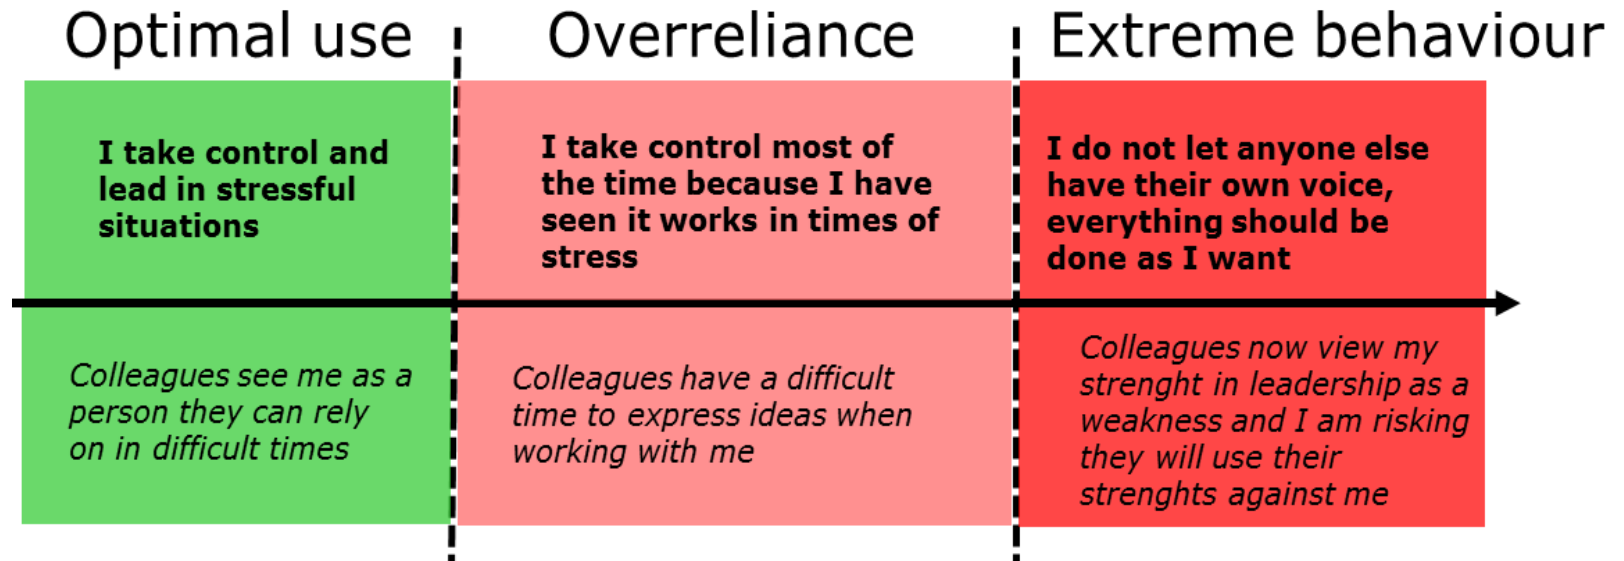 Optimal use
Overreliance
Extreme behaviour
I take control and
lead in stressful
situations
I take control most of
the time because I have
seen it works in times of
stress
I do not let anyone else
have their own voice,
everything should be
done as I want
Colleagues see me as a
person they can rely
on in difficult times
Colleagues have a difficult
time to express ideas when
working with me
Colleagues now view my
strenght in leadership as a
weakness and I am risking
they will use their
strenghts against me